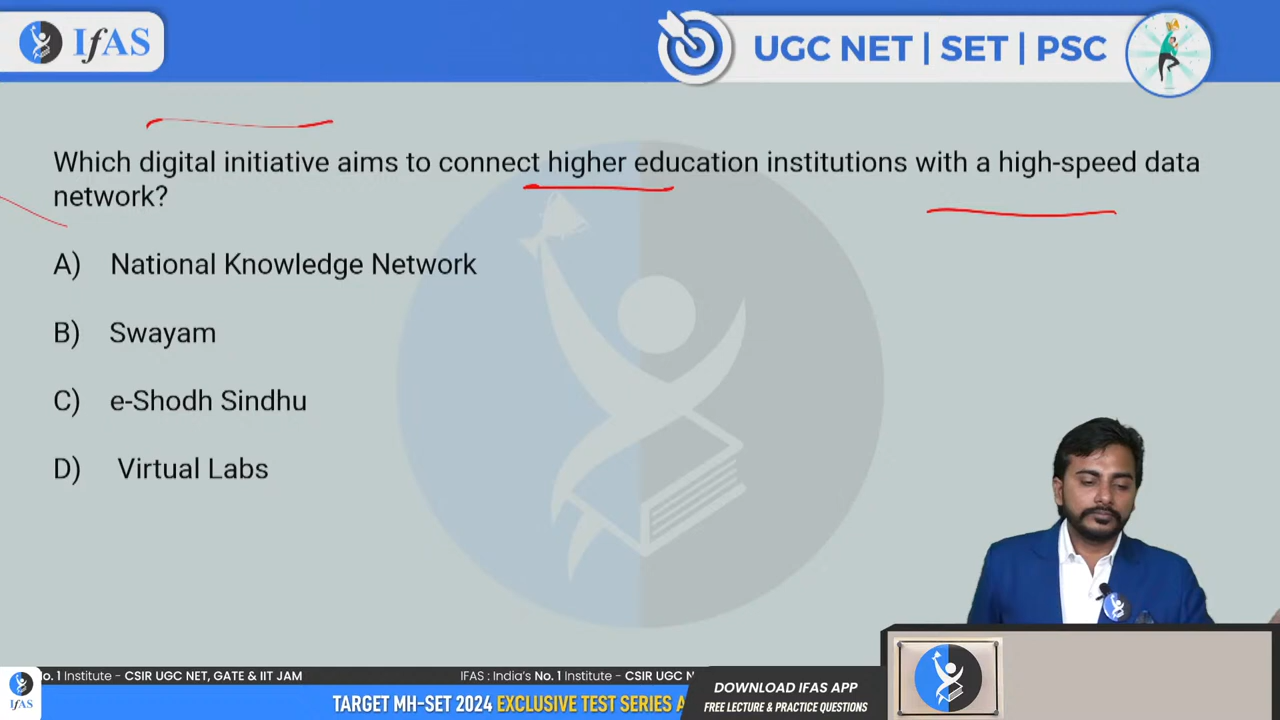 IfAS
UGC NET | SET | PSC
Which digital initiative aims to connect higher education institutions with a high-speed data
network?
A) National Knowledge Network
B) Swayam
C) e-Shodh Sindhu
D) Virtual Labs
o. 1 Institute - CSIR UGC NET, GATE & IIT JAM
IFAS : India's No. 1 Institute - CSIR UGC N
IfAS
TARGET MH-SET 2024 EXCLUSIVE TEST SERIES A
DOWNLOAD IFAS APP
FREE LECTURE & PRACTICE QUESTIONS